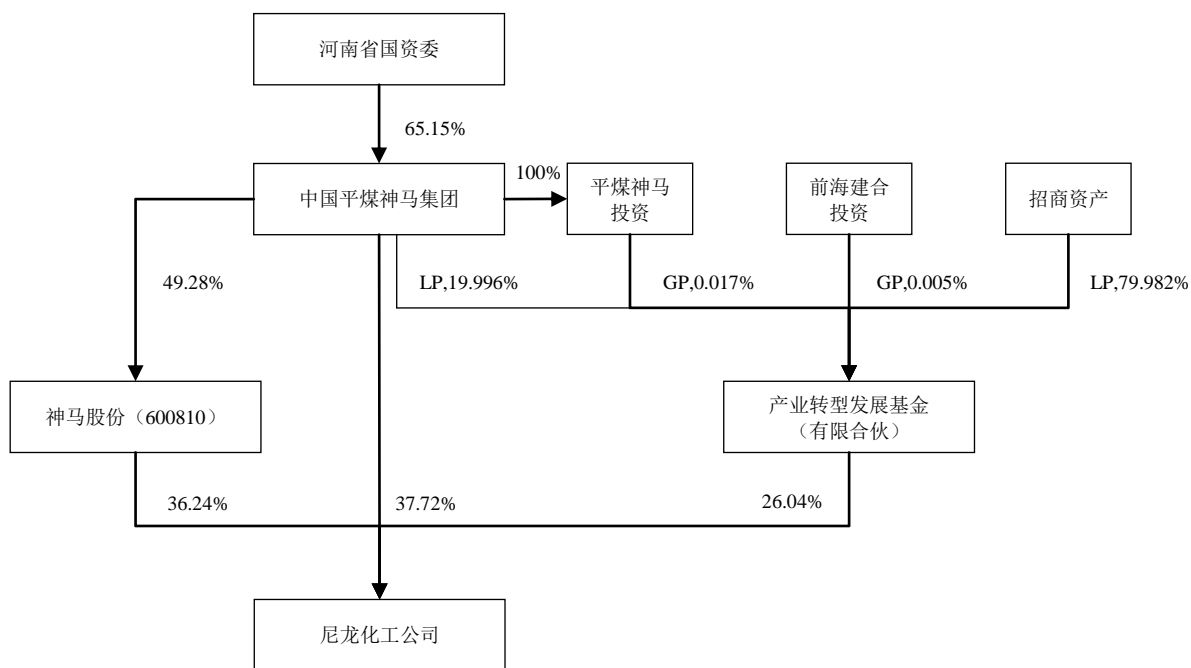 河南省国资委
65.15%
中国平煤神马集团
100%
平煤神马
投资
前海建合
投资
招商资产
49.28%
LP,19.996%
GP,0.017%
GP,0.005%
LP,79.982%
神马股份（600810）
产业转型发展基金
（有限合伙）
36.24%
37.72%
26.04%
尼龙化工公司